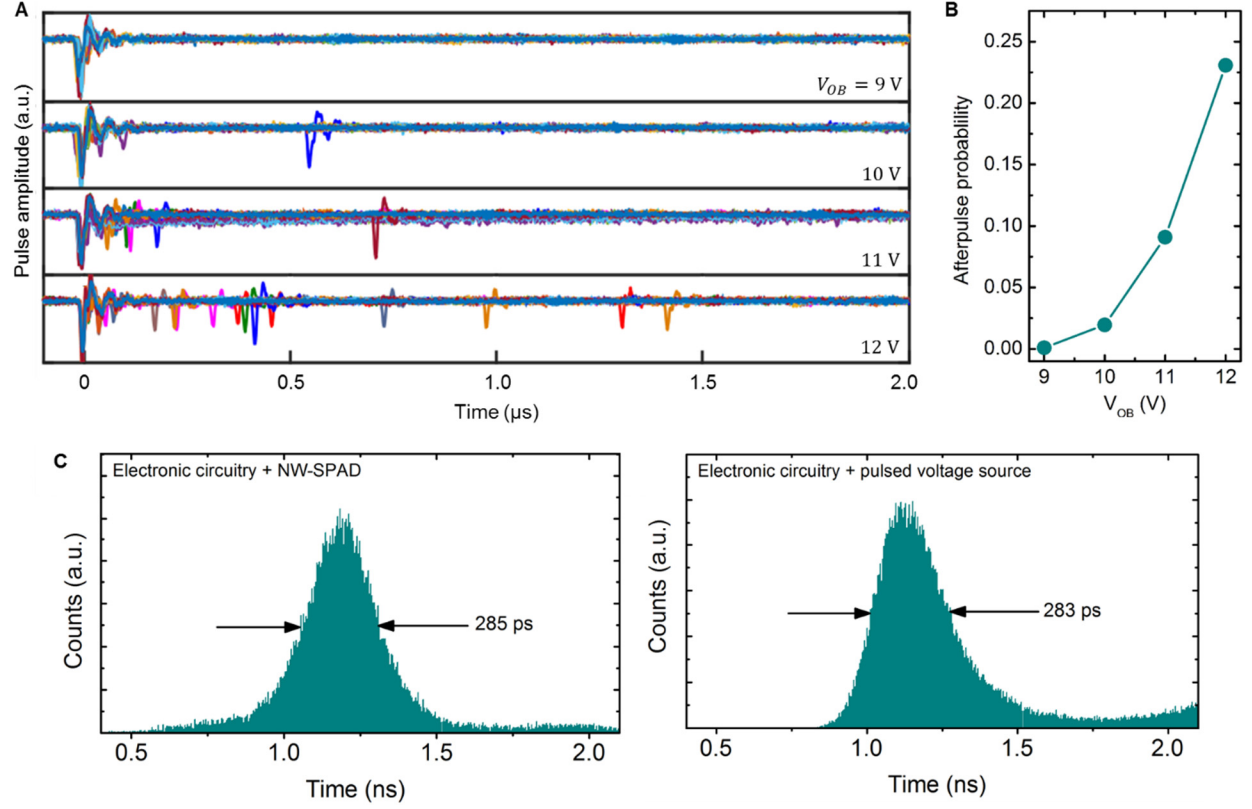 A
Pulse amplitude (a.u.)
V_OB = 9 V
10 V
11 V
12 V
0 0.5 1.0 1.5 2.0
Time (μs)
B
Afterpulse probability
0.25
0.20
0.15
0.10
0.05
0.00
9 10 11 12
V_OB (V)
C
Electronic circuitry + NW-SPAD
Counts (a.u.)
285 ps
0.5 1.0 1.5 2.0
Time (ns)
Electronic circuitry + pulsed voltage source
Counts (a.u.)
283 ps
0.5 1.0 1.5 2.0
Time (ns)